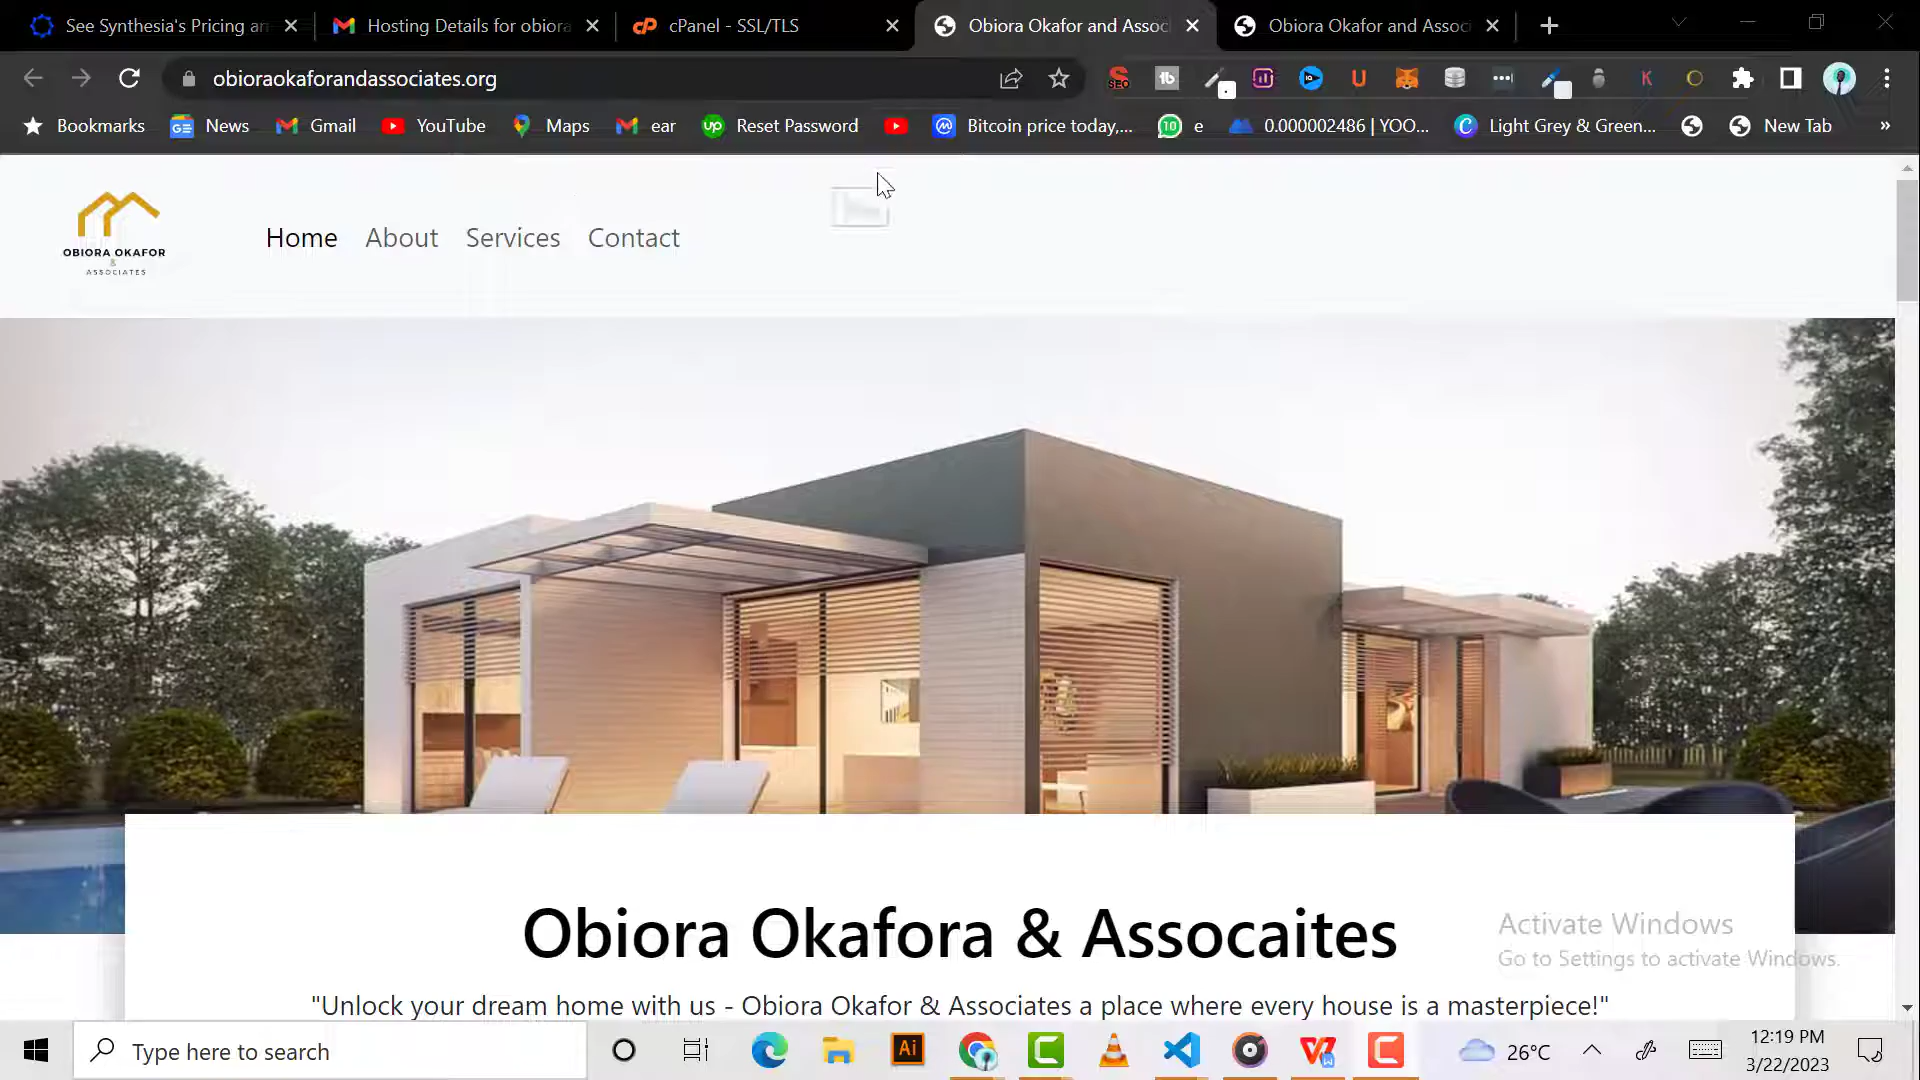 See Synthesia's Pricing an
Hosting Details for obiora
cPanel - SSL/TLS
Obiora Okafor and Assoc
Obiora Okafor and Associ
obioraokaforandassociates.org
Bookmarks
News
Gmail
YouTube
Maps
ear
Reset Password
Bitcoin price today,...
e
0.000002486 | YOO...
Light Grey & Green...
New Tab
OBIORA OKAFOR
&
ASSOCIATES
Home
About
Services
Contact
Obiora Okafora & Assocaites
"Unlock your dream home with us - Obiora Okafor & Associates a place where every house is a masterpiece!"
Activate Windows
Go to Settings to activate Windows.
Type here to search
26°C
12:19 PM
3/22/2023